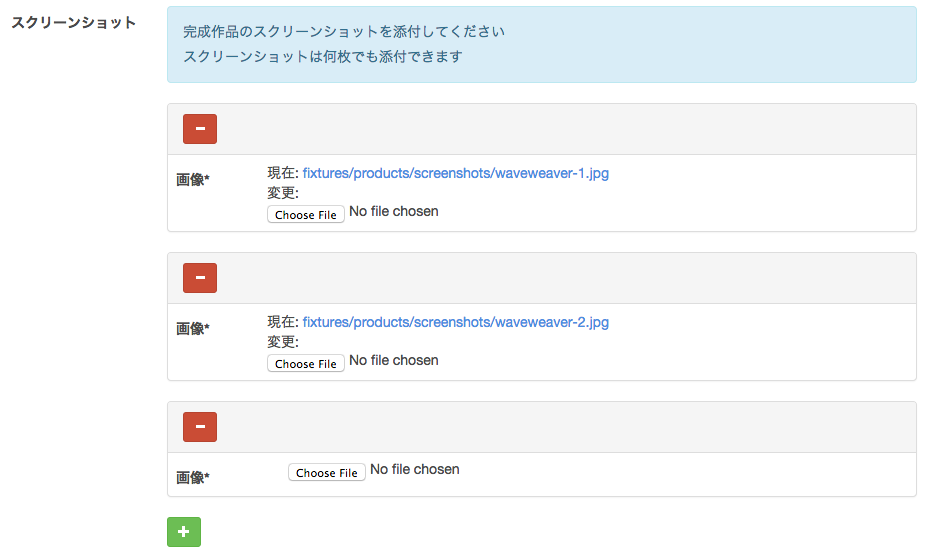 スクリーンショット
完成作品のスクリーンショットを添付してください
スクリーンショットは何枚でも添付できます
画像*
現在: fixtures/products/screenshots/waveweaver-1.jpg
変更:
Choose File No file chosen
画像*
現在: fixtures/products/screenshots/waveweaver-2.jpg
変更:
Choose File No file chosen
画像*
Choose File No file chosen